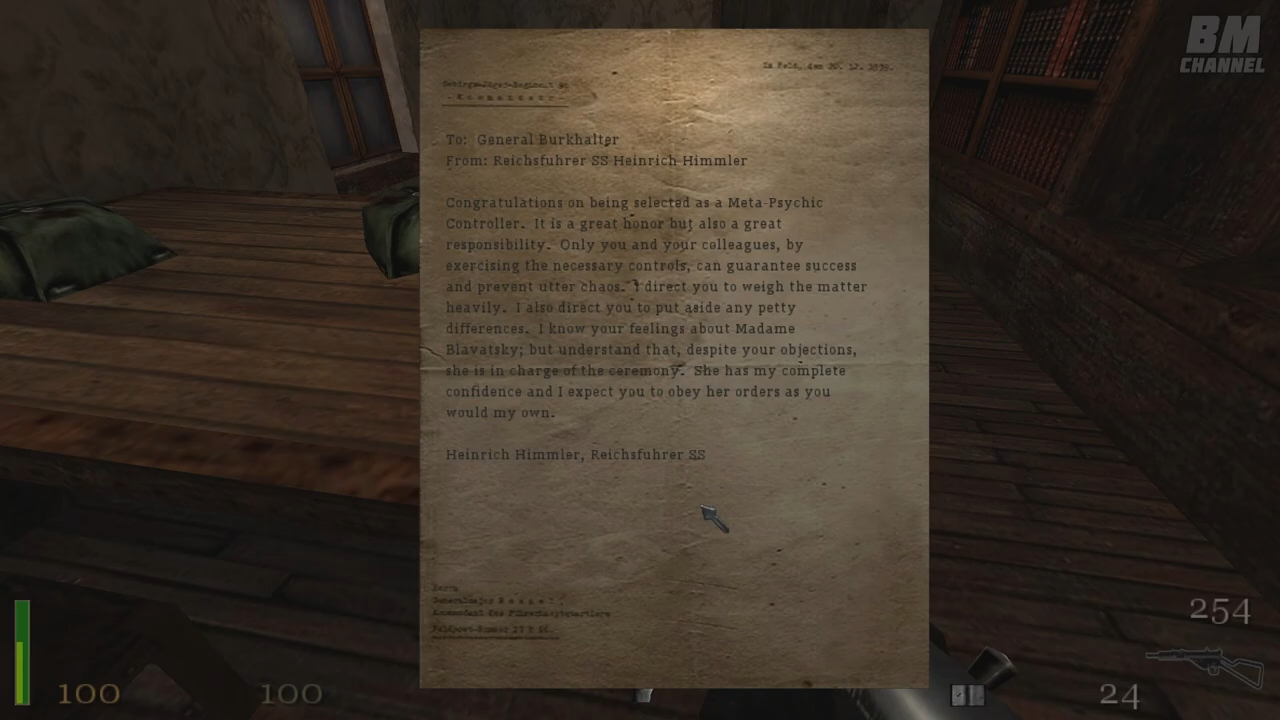 BM
CHANNEL
To: General Burkhalter
From: Reichsfuhrer SS Heinrich Himmler
Congratulations on being selected as a Meta-Psychic
Controller. It is a great honor but also a great
responsibility. Only you and your colleagues, by
exercising the necessary controls, can guarantee success
and prevent utter chaos. I direct you to weigh the matter
heavily. I also direct you to put aside any petty
differences. I know your feelings about Madame
Blavatsky; but understand that, despite your objections,
she is in charge of the ceremony. She has my complete
confidence and I expect you to obey her orders as you
would my own.
Heinrich Himmler, Reichsfuhrer SS
254
100
100
24